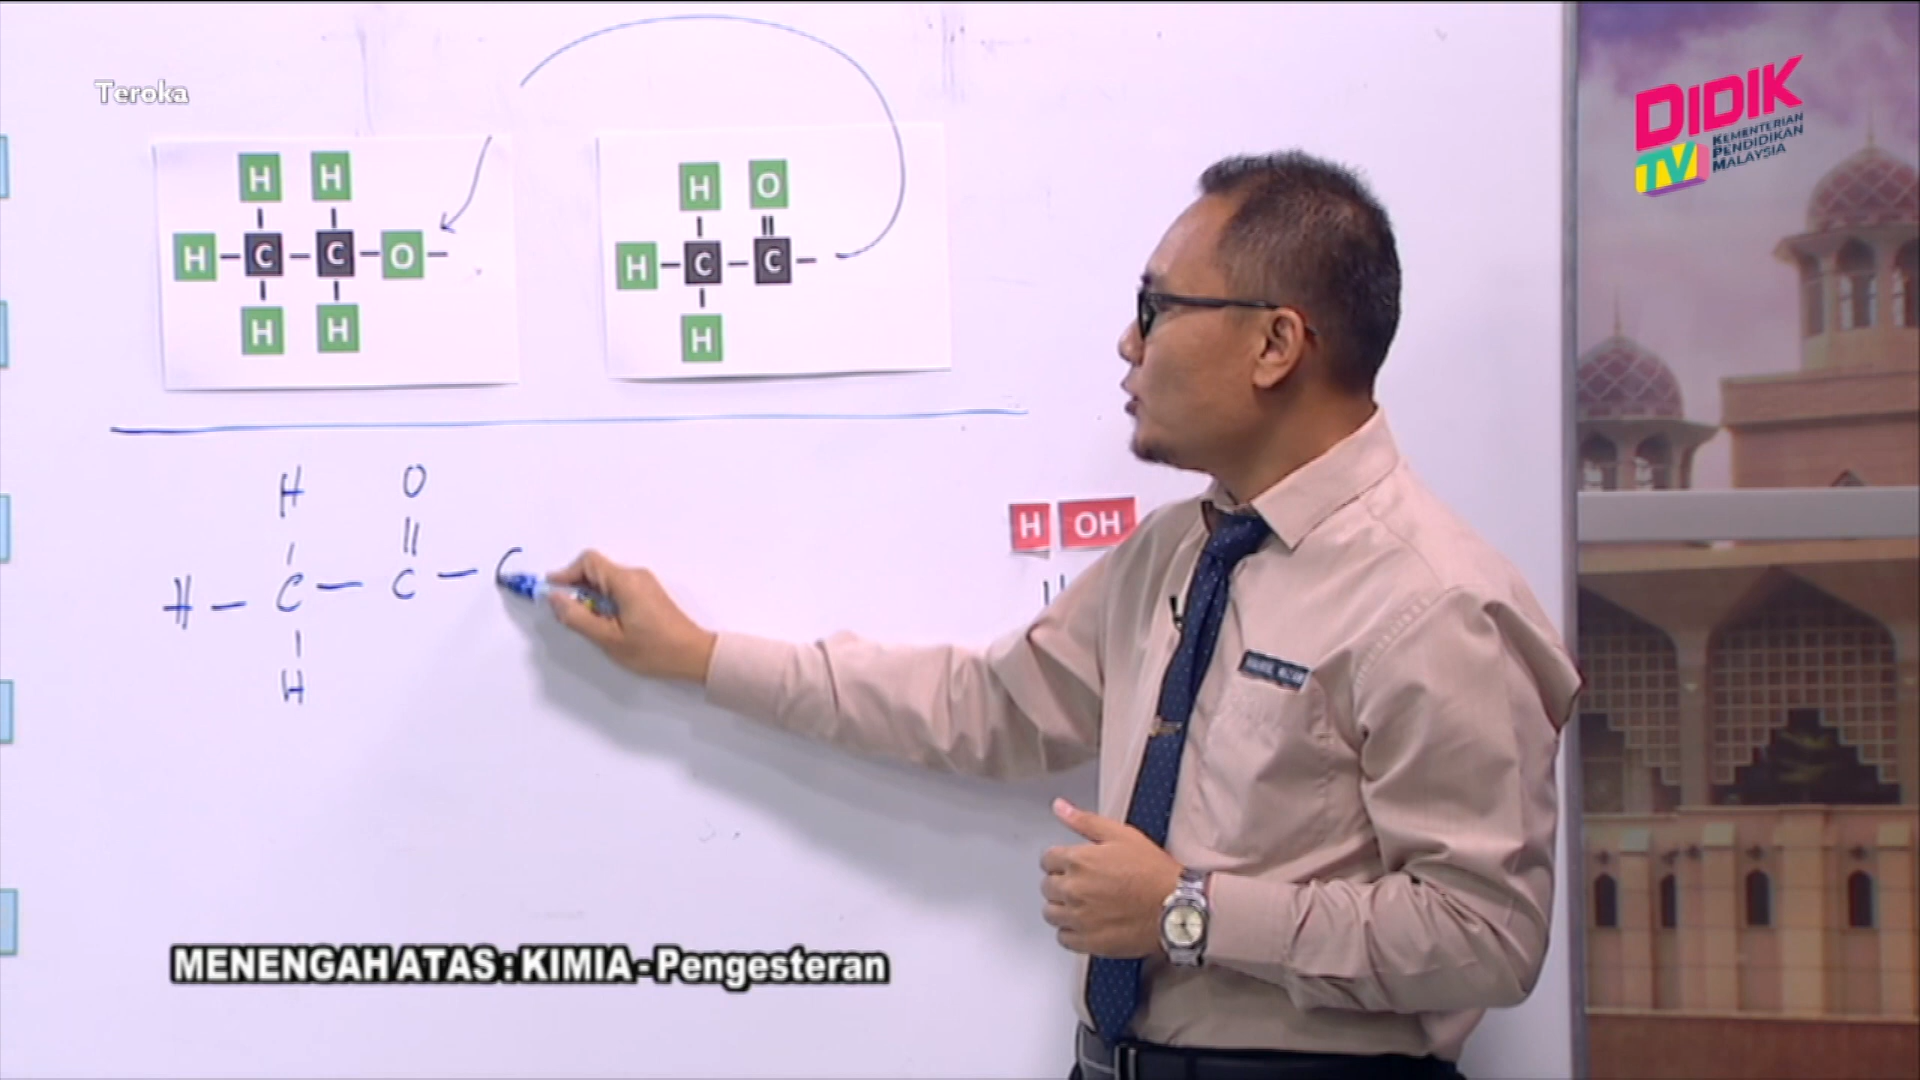 Teroka
DIDIK
TV KEMENTERIAN
PENDIDIKAN
MALAYSIA
H H
H - C - C - O -
H H
H O
H - C - C -
H
H OH
H O
H - C - C - C
H
MENENGAH ATAS : KIMIA - Pengesteran